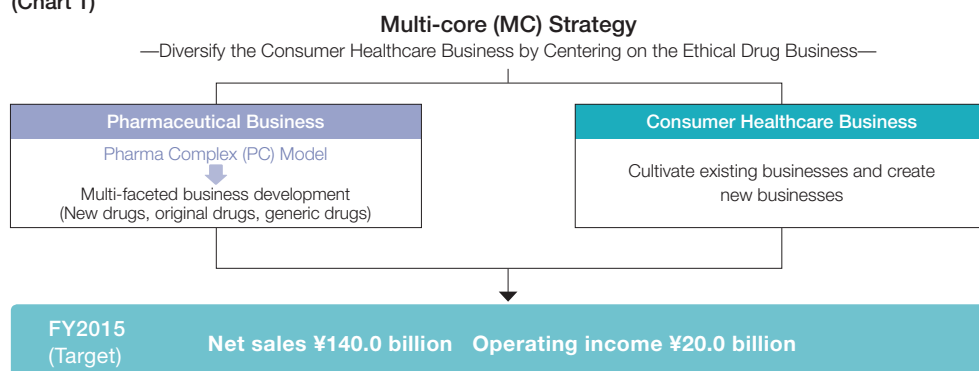 (Chart 1)
Multi-core (MC) Strategy
—Diversify the Consumer Healthcare Business by Centering on the Ethical Drug Business—
Pharmaceutical Business
Pharma Complex (PC) Model
Multi-faceted business development
(New drugs, original drugs, generic drugs)
Consumer Healthcare Business
Cultivate existing businesses and create
new businesses
FY2015
(Target)
Net sales ¥140.0 billion Operating income ¥20.0 billion